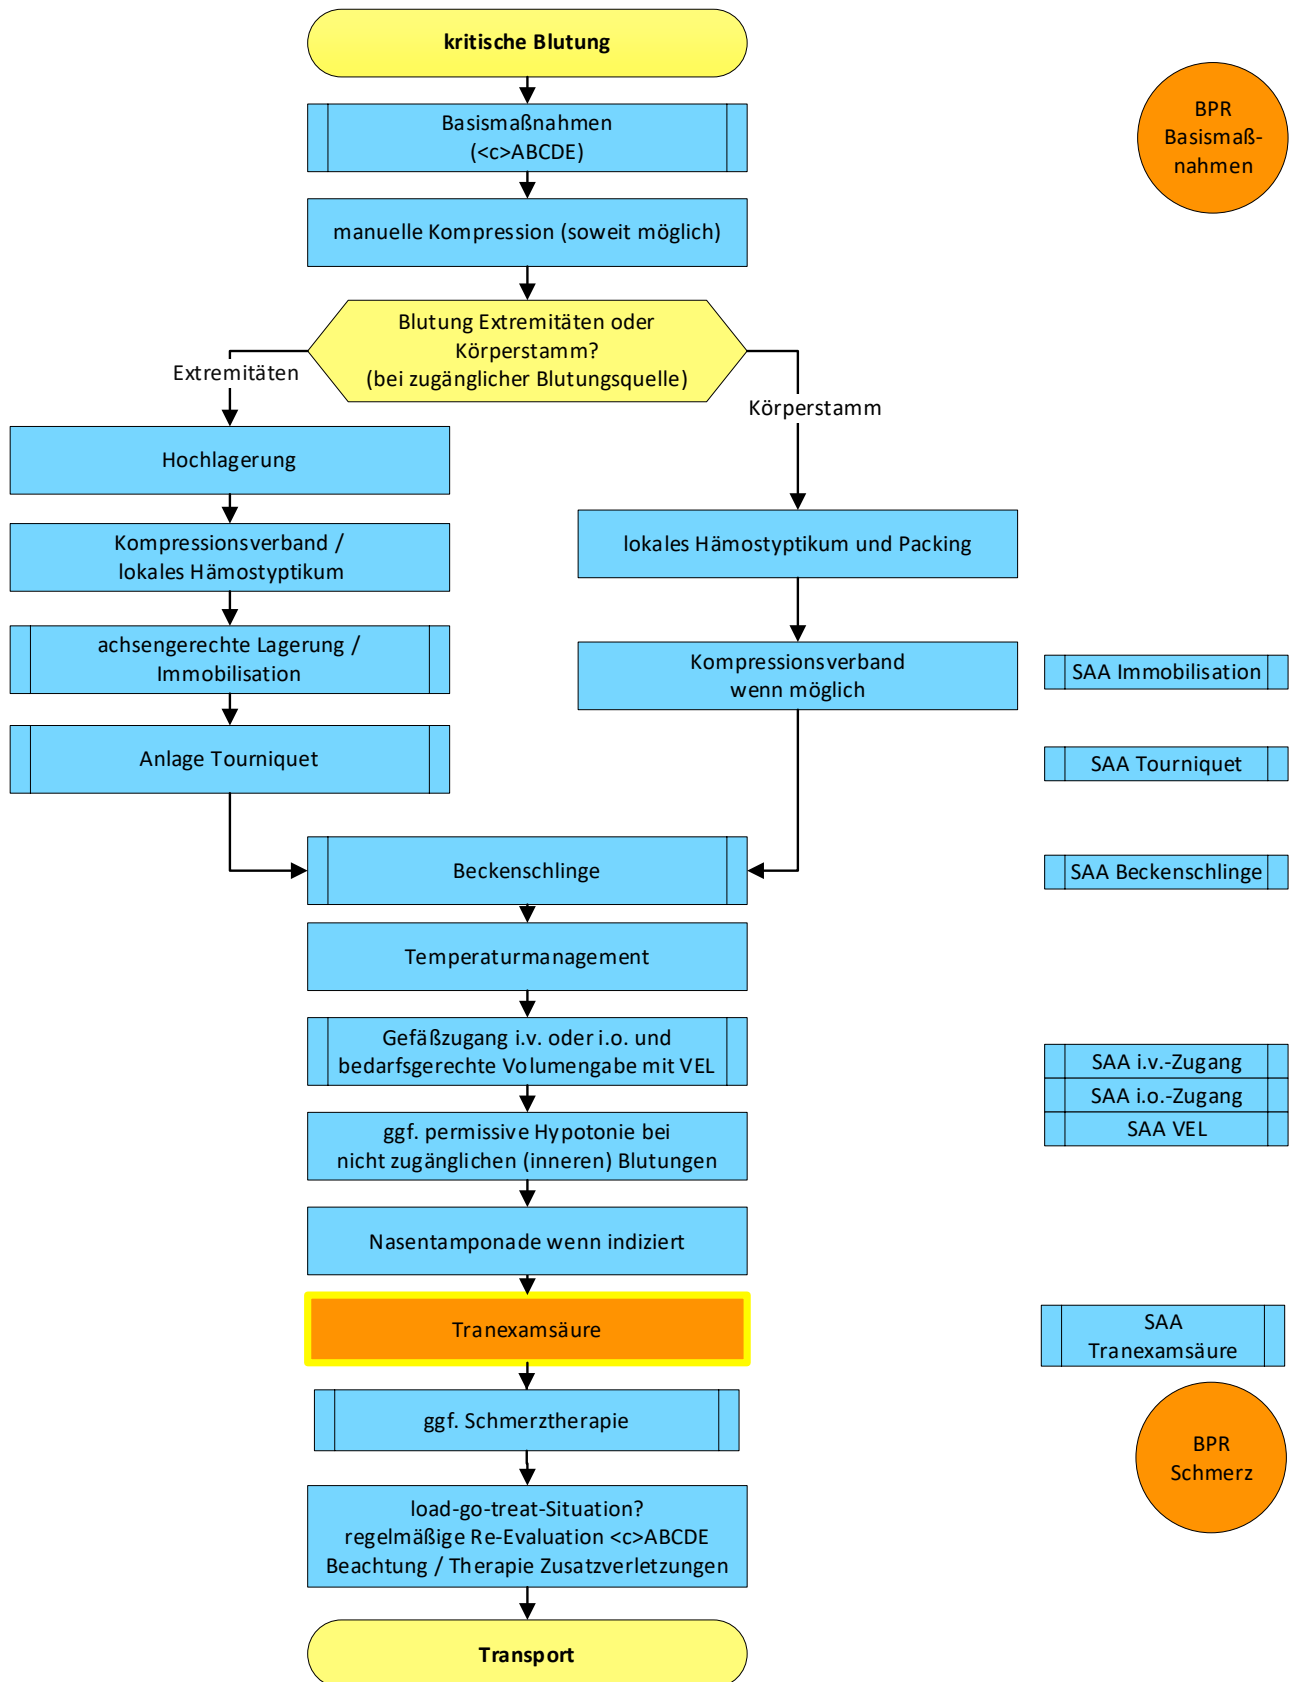 kritische Blutung
Basismaßnahmen
(<c>ABCDE)
BPR
Basismaß-
nahmen
manuelle Kompression (soweit möglich)
Blutung Extremitäten oder
Körperstamm?
(bei zugänglicher Blutungsquelle)
Extremitäten
Körperstamm
Hochlagerung
Kompressionsverband /
lokales Hämostyptikum
lokales Hämostyptikum und Packing
achsengerechte Lagerung /
Immobilisation
Kompressionsverband
wenn möglich
SAA Immobilisation
Anlage Tourniquet
SAA Tourniquet
Beckenschlinge
SAA Beckenschlinge
Temperaturmanagement
Gefäßzugang i.v. oder i.o. und
bedarfsgerechte Volumengabe mit VEL
SAA i.v.-Zugang
SAA i.o.-Zugang
SAA VEL
ggf. permissive Hypotonie bei
nicht zugänglichen (inneren) Blutungen
Nasentamponade wenn indiziert
Tranexamsäure
SAA
Tranexamsäure
ggf. Schmerztherapie
BPR
Schmerz
load-go-treat-Situation?
regelmäßige Re-Evaluation <c>ABCDE
Beachtung / Therapie Zusatzverletzungen
Transport